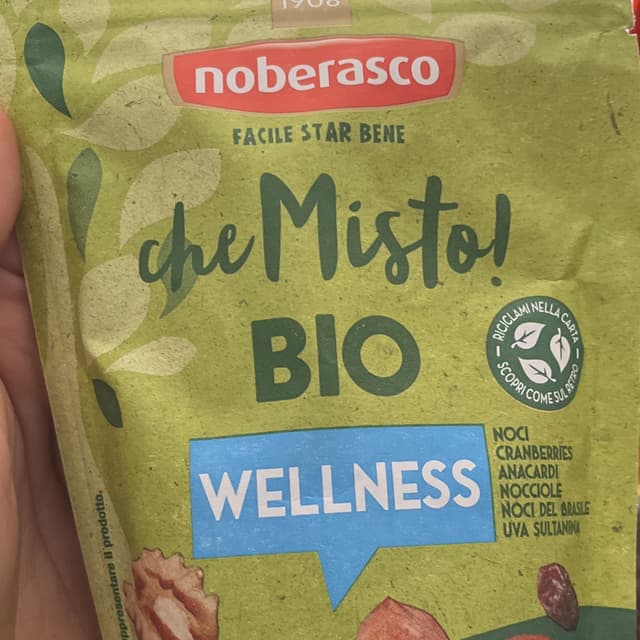 1908
noberasco
FACILE STAR BENE
che Misto!
BIO
RICICLAMI NELLA CARTA
SCOPRI COME SUL RETRO
WELLNESS
NOCI
CRANBERRIES
ANACARDI
NOCCIOLE
NOCI DEL BRASILE
UVA SULTANINA
il prodotto.